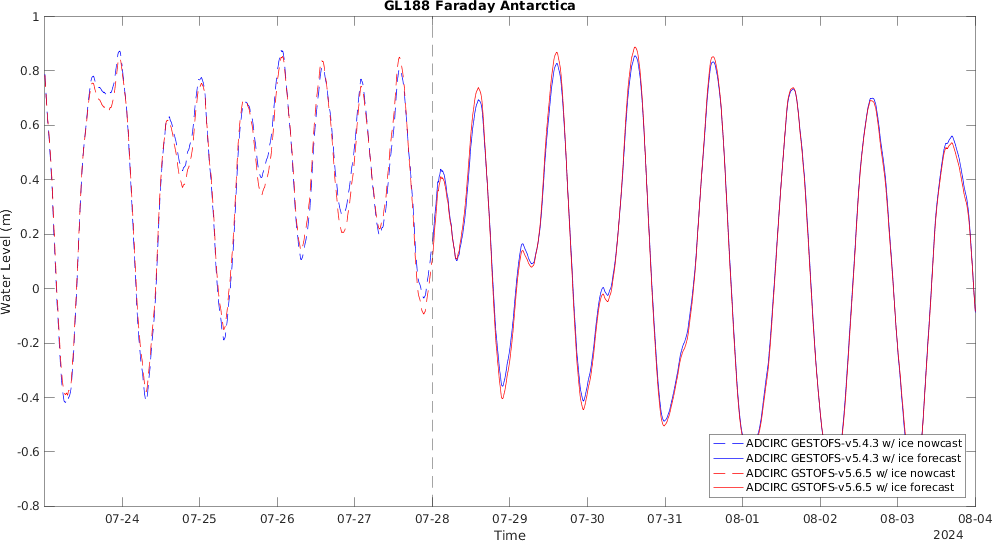 GL188 Faraday Antarctica
1
0.8
0.6
0.4
0.2
0
-0.2
-0.4
-0.6
-0.8
Water Level (m)
ADCIRC GESTOFS-v5.4.3 w/ ice nowcast
ADCIRC GESTOFS-v5.4.3 w/ ice forecast
ADCIRC GSTOFS-v5.6.5 w/ ice nowcast
ADCIRC GSTOFS-v5.6.5 w/ ice forecast
07-24 07-25 07-26 07-27 07-28 07-29 07-30 07-31 08-01 08-02 08-03 08-04
Time
2024